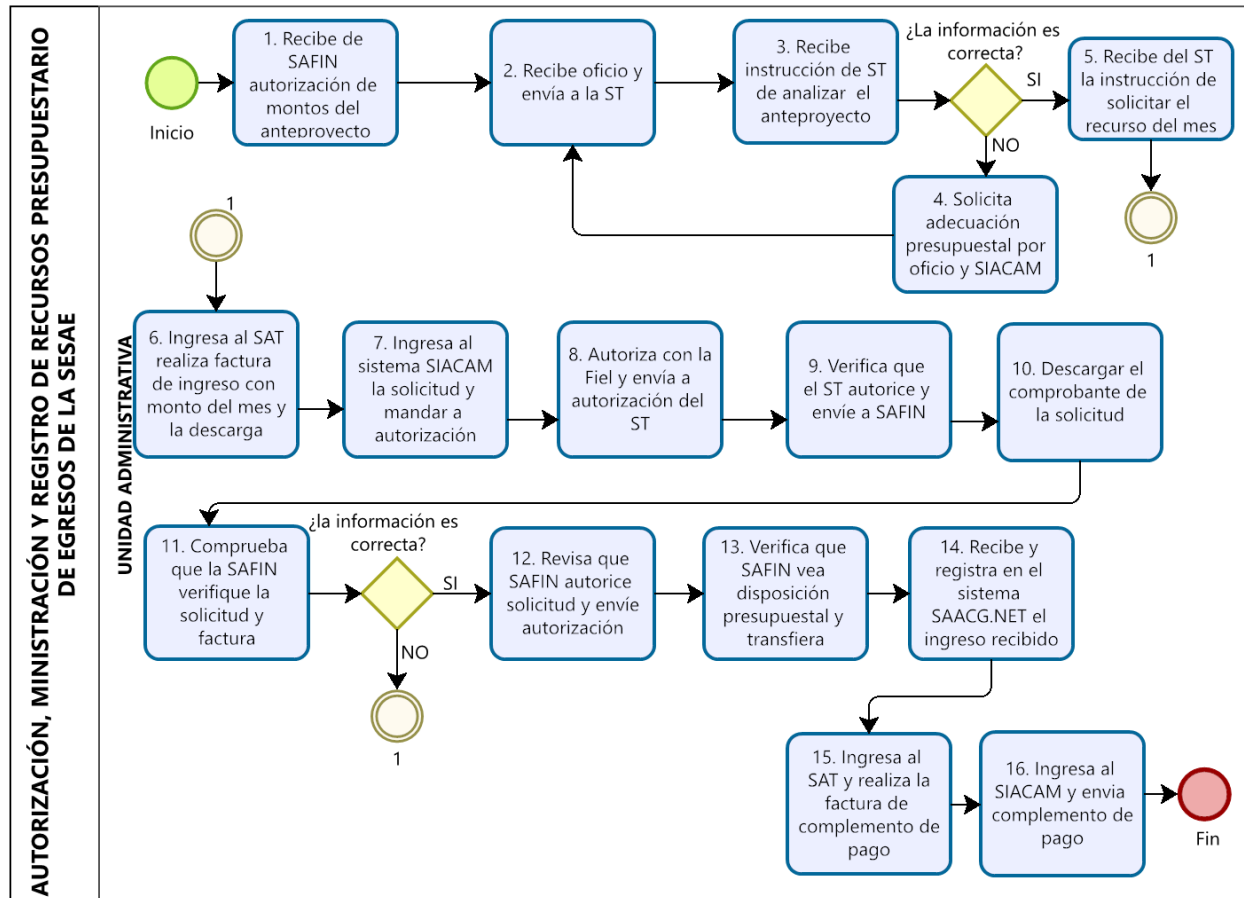 AUTORIZACIÓN, MINISTRACIÓN Y REGISTRO DE RECURSOS PRESUPUESTARIO
DE EGRESOS DE LA SESAE
UNIDAD ADMINISTRATIVA
Inicio
1. Recibe de
SAFIN
autorización de
montos del
anteproyecto
2. Recibe oficio y
envía a la ST
3. Recibe
instrucción de ST
de analizar el
anteproyecto
¿La información es
correcta?
SI
NO
5. Recibe del ST
la instrucción de
solicitar el
recurso del mes
4. Solicita
adecuación
presupuestal por
oficio y SIACAM
1
1
6. Ingresa al SAT
realiza factura
de ingreso con
monto del mes y
la descarga
7. Ingresa al
sistema SIACAM
la solicitud y
mandar a
autorización
8. Autoriza con la
Fiel y envía a
autorización del
ST
9. Verifica que
el ST autorice y
envíe a SAFIN
10. Descargar el
comprobante de
la solicitud
11. Comprueba
que la SAFIN
verifique la
solicitud y
factura
¿la información es
correcta?
SI
NO
1
12. Revisa que
SAFIN autorice
solicitud y envíe
autorización
13. Verifica que
SAFIN vea
disposición
presupuestal y
transfiera
14. Recibe y
registra en el
sistema
SAACG.NET el
ingreso recibido
15. Ingresa al
SAT y realiza la
factura de
complemento de
pago
16. Ingresa al
SIACAM y envia
complemento de
pago
Fin